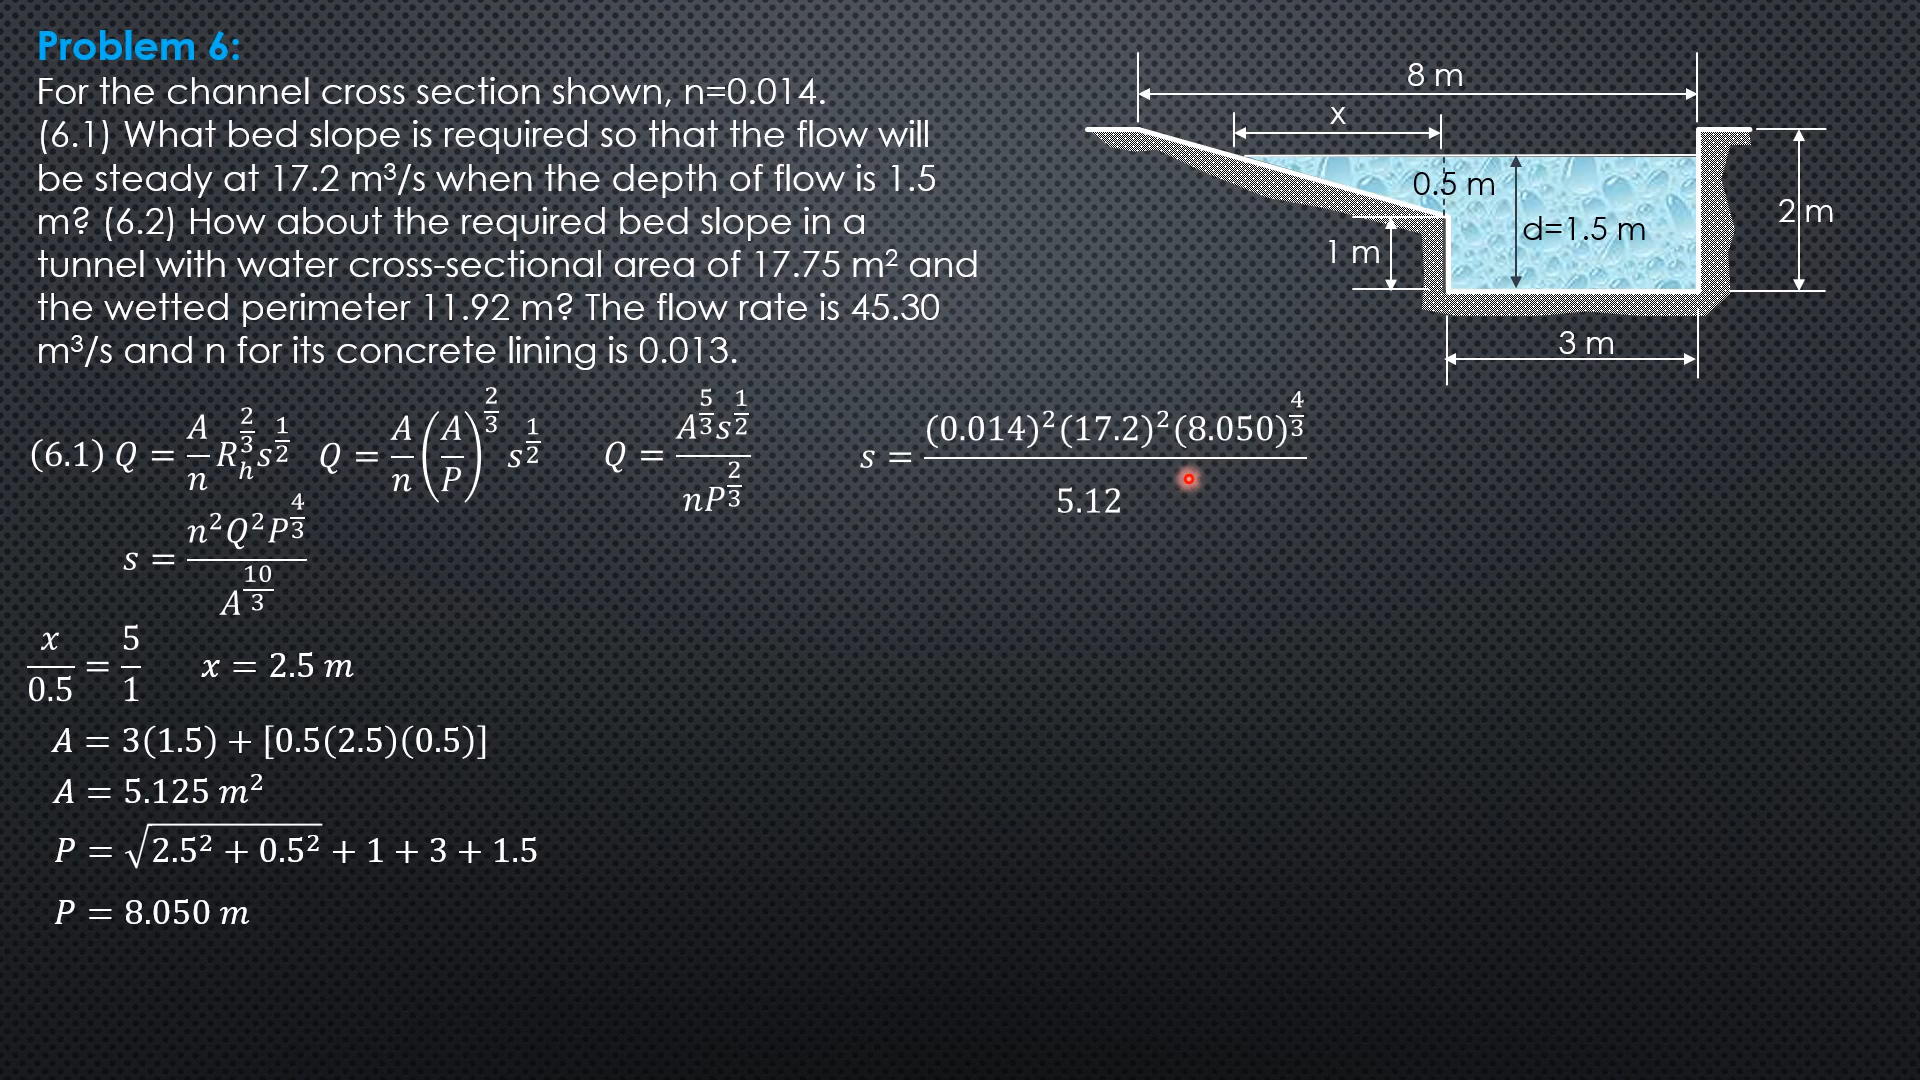 Problem 6:
For the channel cross section shown, n=0.014.
(6.1) What bed slope is required so that the flow will
be steady at 17.2 m³/s when the depth of flow is 1.5
m? (6.2) How about the required bed slope in a
tunnel with water cross-sectional area of 17.75 m² and
the wetted perimeter 11.92 m? The flow rate is 45.30
m³/s and n for its concrete lining is 0.013.
8 m
x
0.5 m
d=1.5 m
2 m
1 m
3 m
(6.1) Q = A/n R_h^(2/3) s^(1/2)   Q = A/n (A/P)^(2/3) s^(1/2)   Q = A^(5/3) s^(1/2) / nP^(2/3)   s = (0.014)²(17.2)²(8.050)^(4/3) / 5.12
s = n²Q²P^(4/3) / A^(10/3)
x/0.5 = 5/1   x = 2.5 m
A = 3(1.5) + [0.5(2.5)(0.5)]
A = 5.125 m²
P = √(2.5² + 0.5²) + 1 + 3 + 1.5
P = 8.050 m